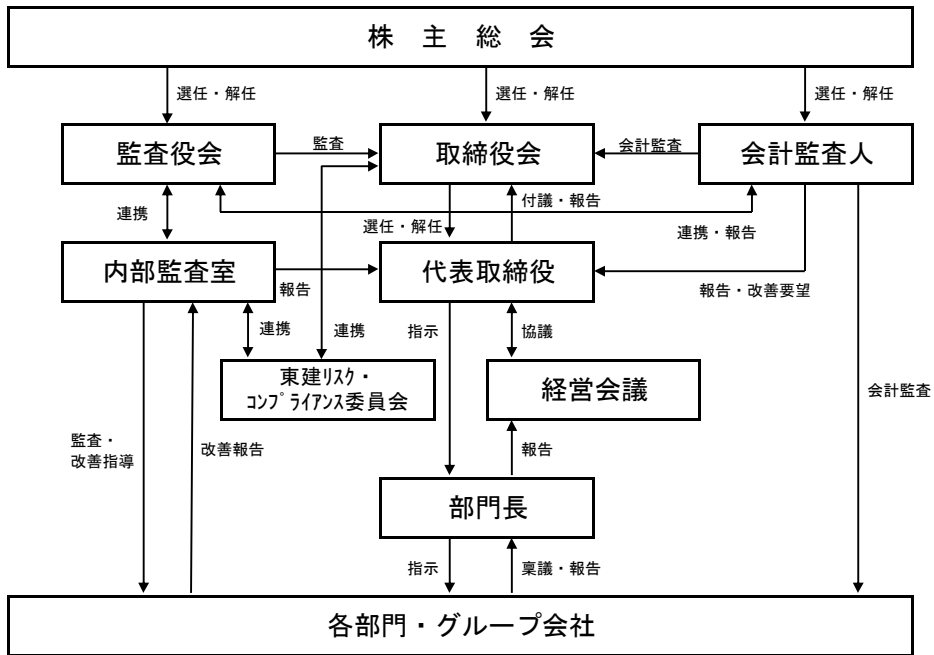 株 主 総 会
選任・解任
選任・解任
選任・解任
監査役会
監査
取締役会
会計監査
会計監査人
連携
付議・報告
選任・解任
連携・報告
内部監査室
報告
代表取締役
報告・改善要望
連携
連携
指示
協議
東建ﾘｽｸ・
ｺﾝﾌﾟﾗｲｱﾝｽ委員会
経営会議
会計監査
監査・
改善指導
改善報告
報告
部門長
指示
稟議・報告
各部門・グループ会社